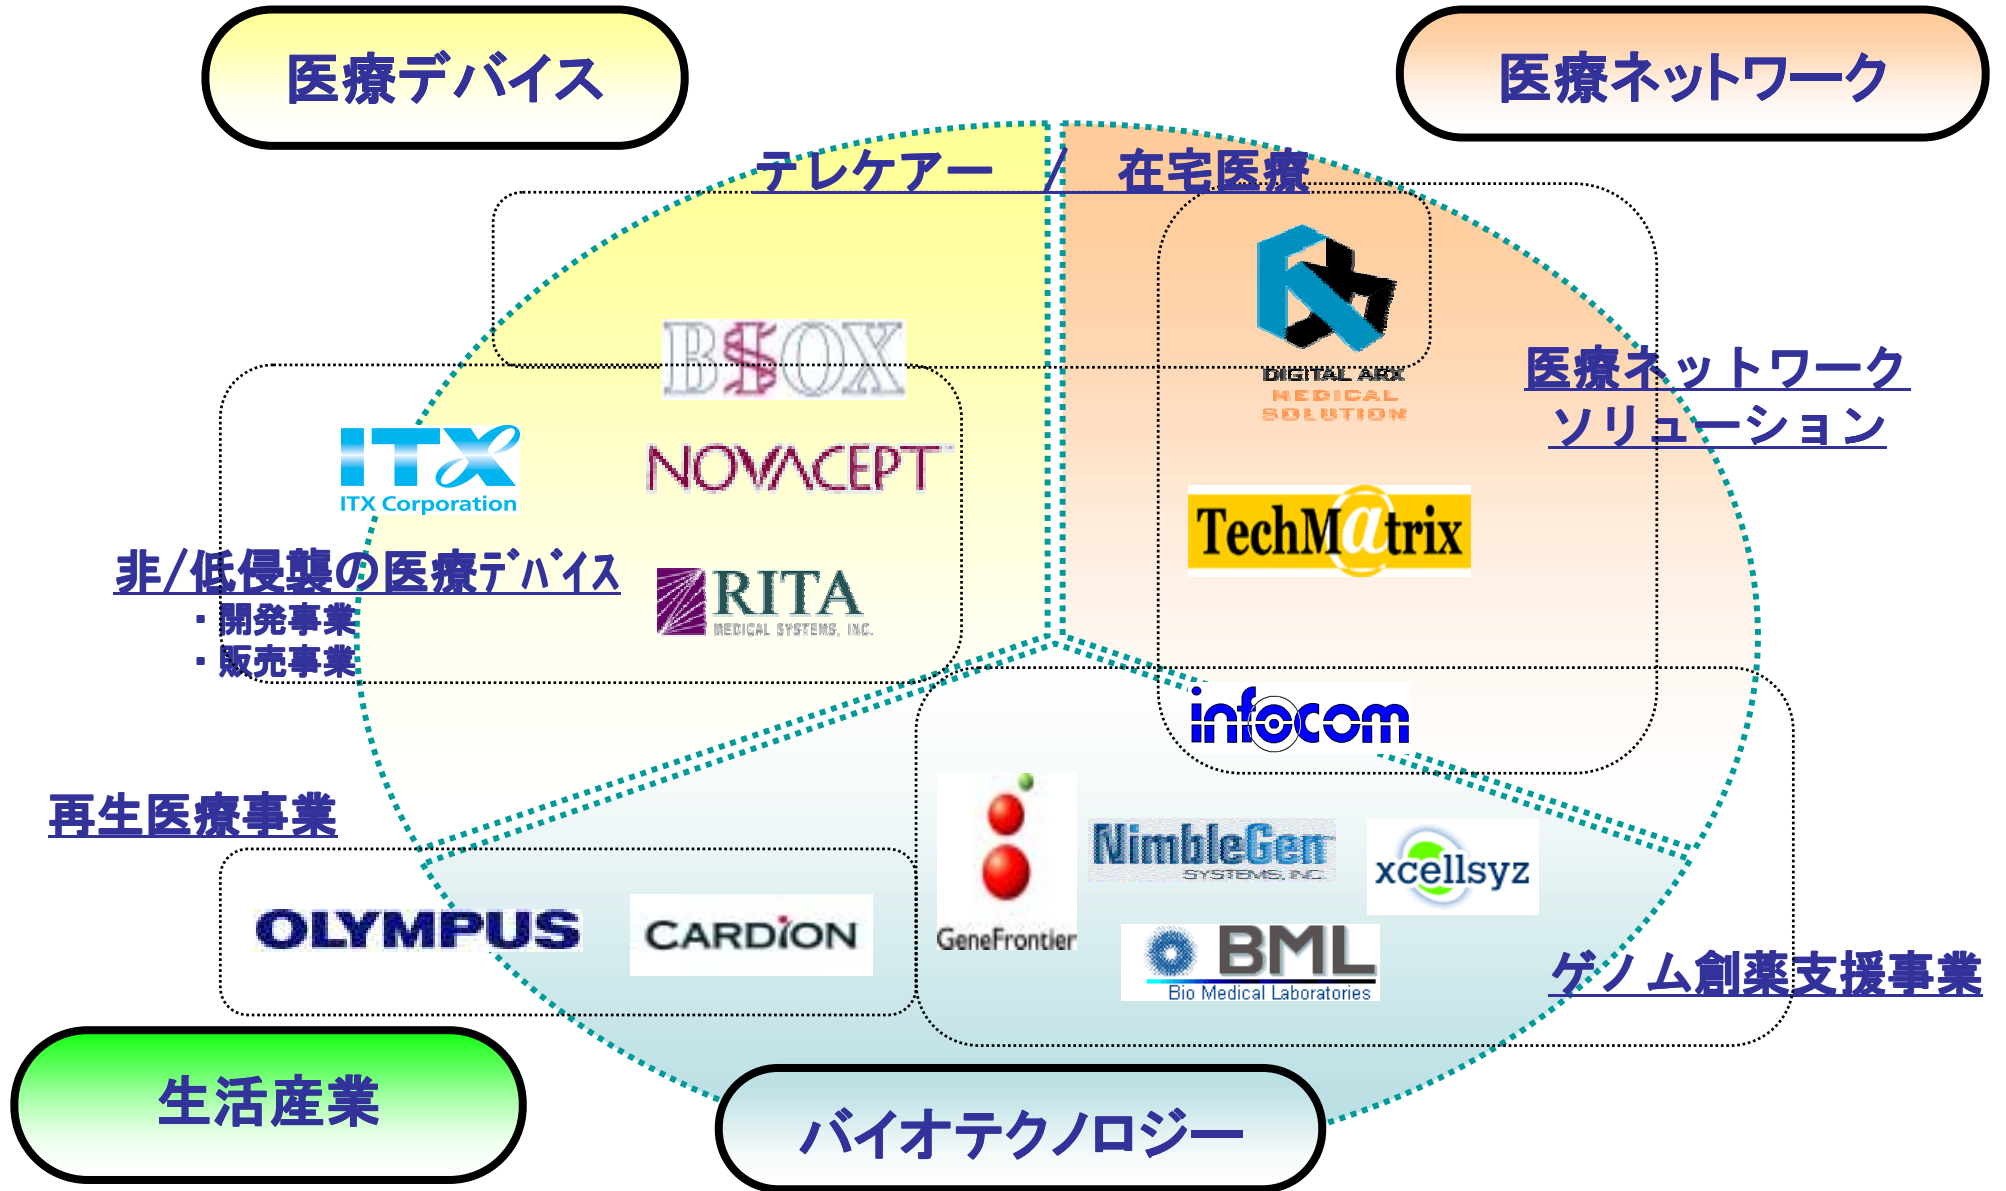 医療デバイス
医療ネットワーク
テレケアー / 在宅医療
BIOX
DIGITAL ARX
MEDICAL
SOLUTION
医療ネットワーク
ソリューション
ITX
ITX Corporation
NOVACEPT
TechM@trix
非/低侵襲の医療ﾃﾞﾊﾞｲｽ
・開発事業
・販売事業
RITA
MEDICAL SYSTEMS, INC.
infocom
再生医療事業
GeneFrontier
NimbleGen
SYSTEMS, INC.
xcellsyz
OLYMPUS
CARDION
BML
Bio Medical Laboratories
ゲノム創薬支援事業
生活産業
バイオテクノロジー